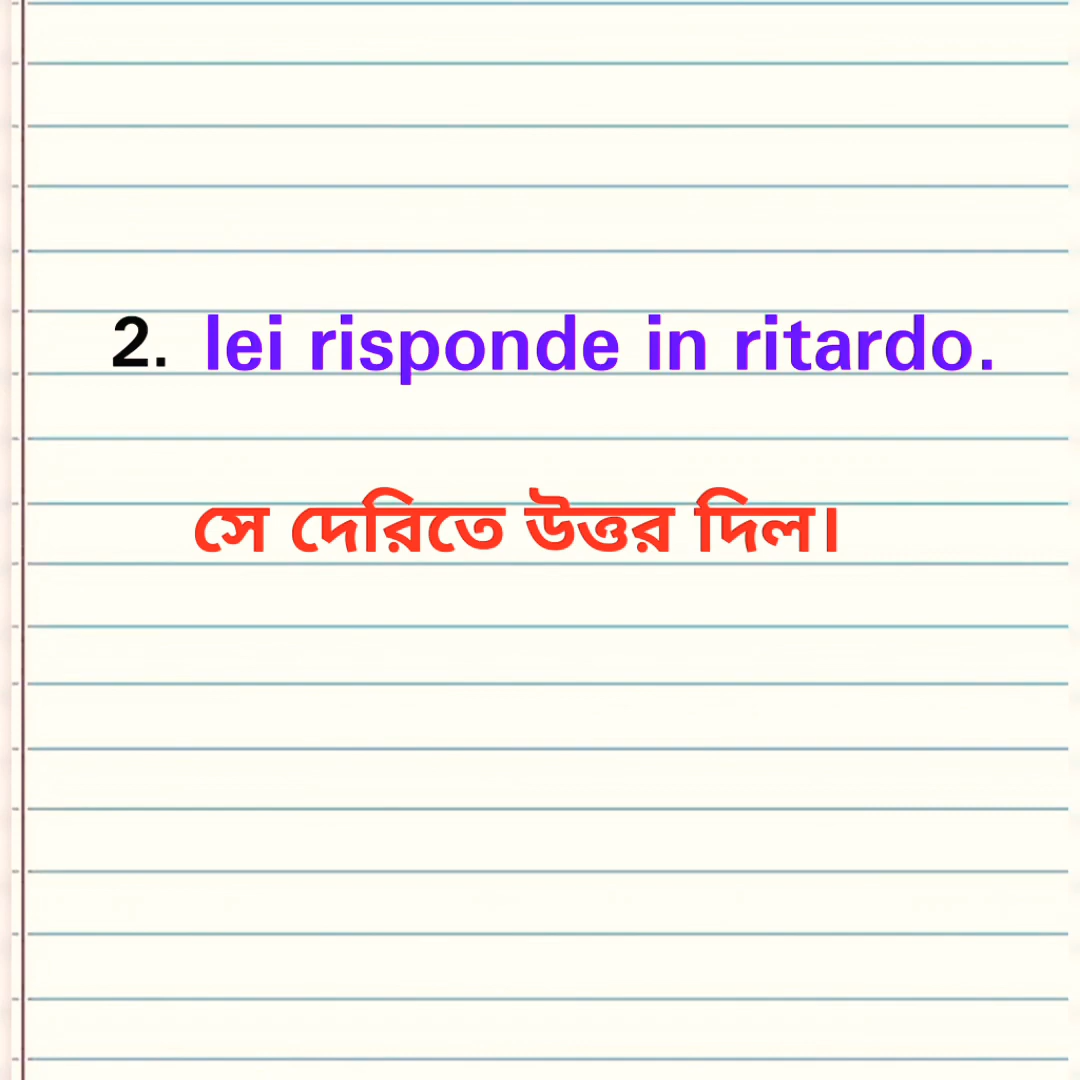 2. lei risponde in ritardo.
সে দেরিতে উত্তর দিল।